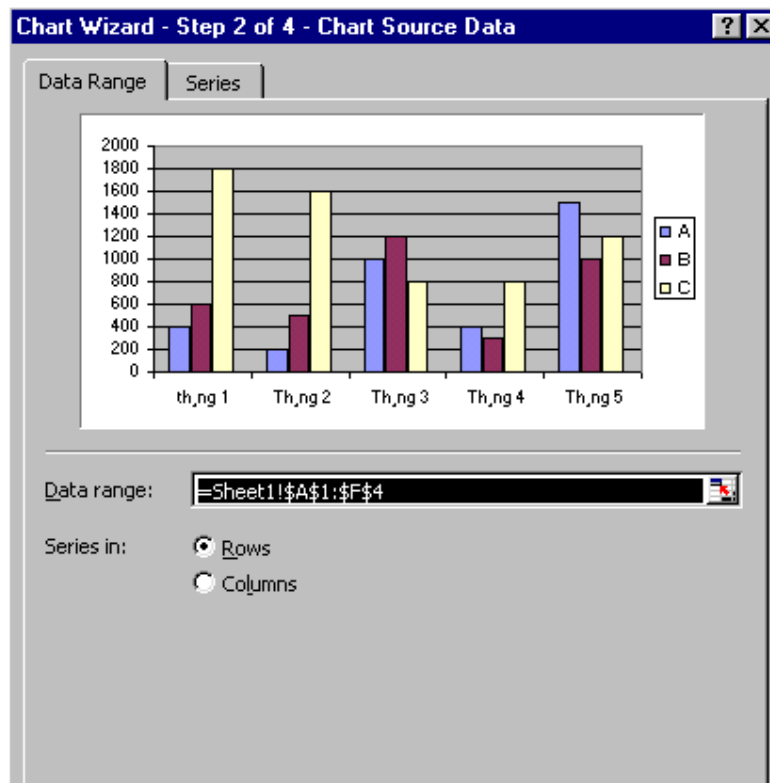 Chart Wizard - Step 2 of 4 - Chart Source Data
Data Range Series
2000
1800
1600
1400
1200
1000
800
600
400
200
0
th¸ng 1 Th¸ng 2 Th¸ng 3 Th¸ng 4 Th¸ng 5
A
B
C
Data range: =Sheet1!$A$1:$F$4
Series in: Rows
Columns